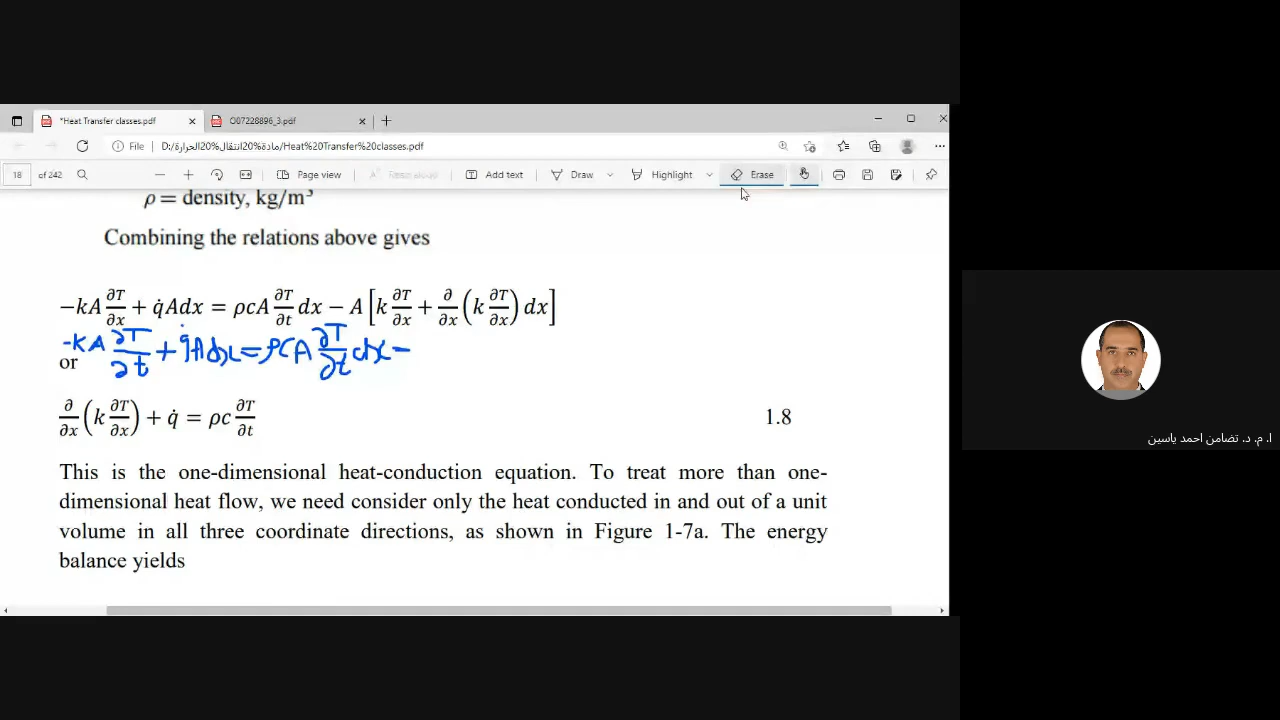 *Heat Transfer classes.pdf
O07228896_3.pdf
File D:/مادة%20انتقال%20الحرارة/Heat%20Transfer%20classes.pdf
18 of 242 Page view Read aloud Add text Draw Highlight Erase
ρ = density, kg/m³
Combining the relations above gives
−kA ∂T/∂x + q̇Adx = ρcA ∂T/∂t dx − A [k ∂T/∂x + ∂/∂x (k ∂T/∂x) dx]
-kA ∂T/∂t + q̇Adx = ρCA ∂T/∂t dx −
or
∂/∂x (k ∂T/∂x) + q̇ = ρc ∂T/∂t 1.8
This is the one-dimensional heat-conduction equation. To treat more than one-
dimensional heat flow, we need consider only the heat conducted in and out of a unit
volume in all three coordinate directions, as shown in Figure 1-7a. The energy
balance yields
ا. م. د. تضامن احمد ياسين